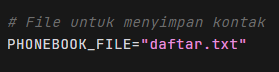 # File untuk menyimpan kontak
PHONEBOOK_FILE="daftar.txt"